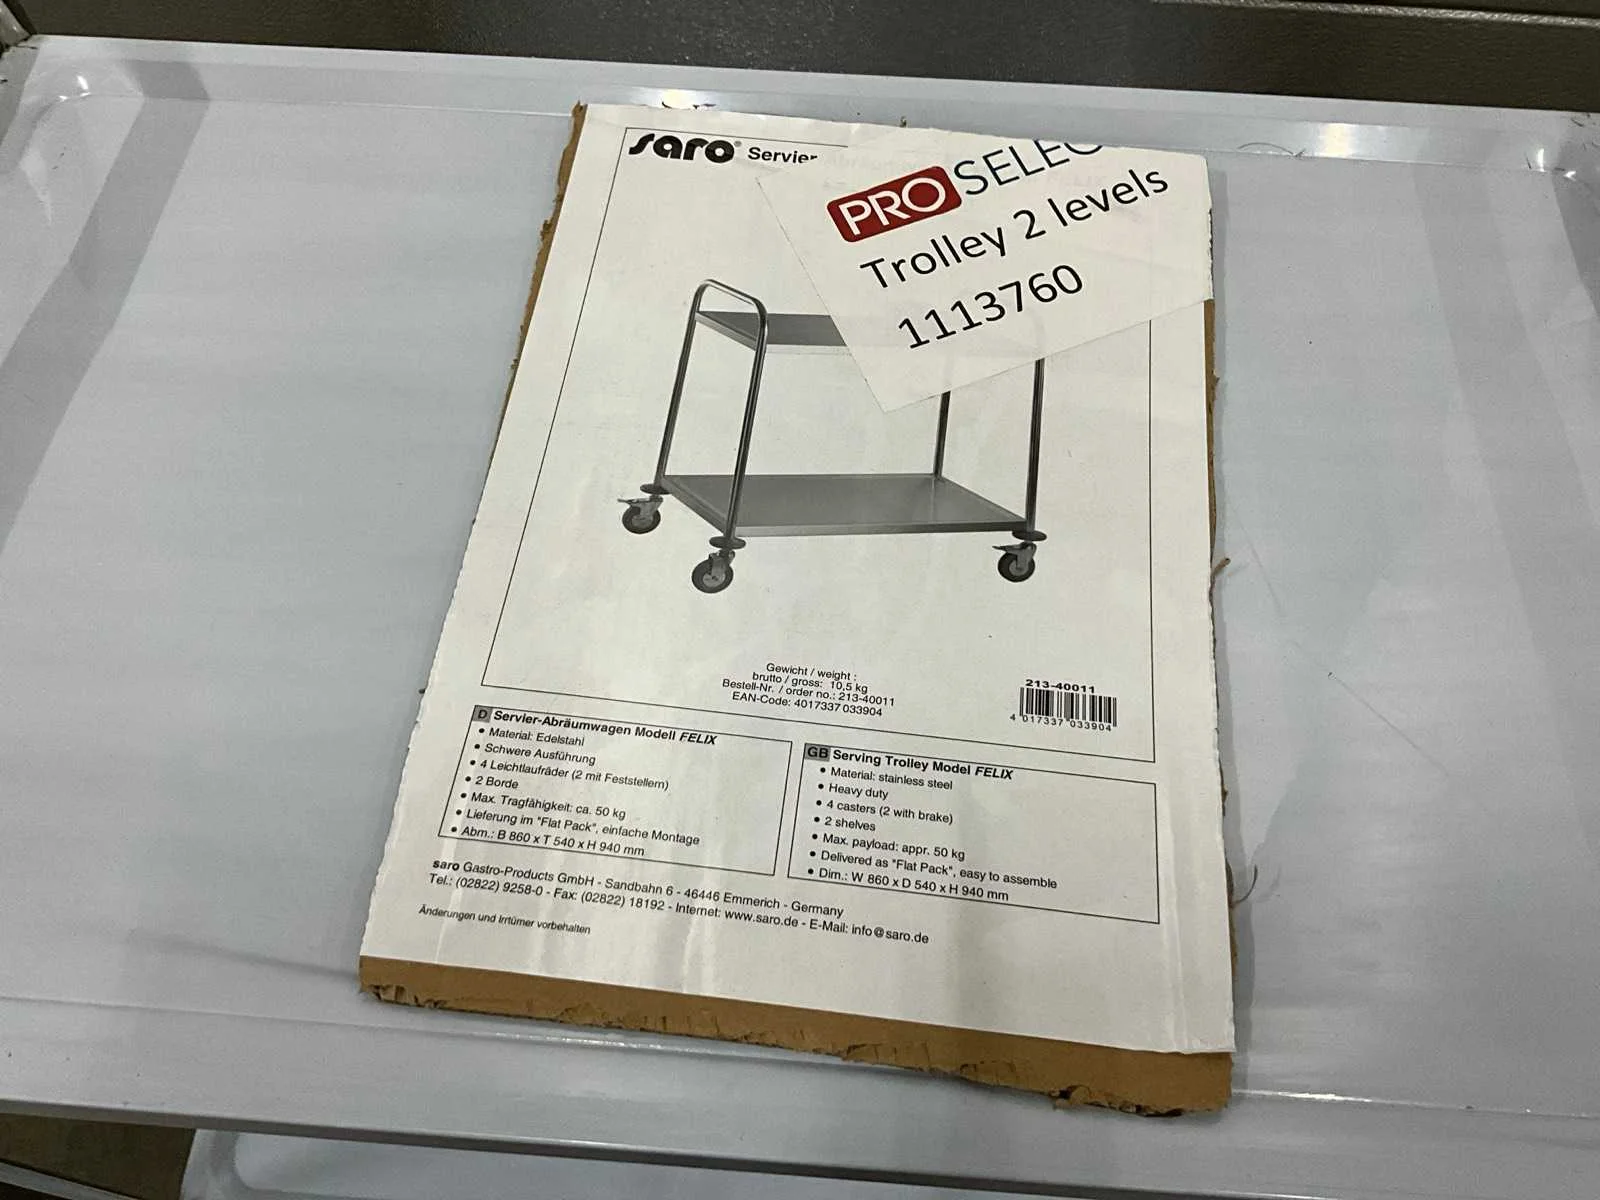 saro® Servier
PRO SELEC
Trolley 2 levels
1113760
Gewicht / weight :
brutto / gross: 10,5 kg
Bestell-Nr. / order no.: 213-40011
EAN-Code: 4017337 033904
213-40011
4 017337 033904
D Servier-Abräumwagen Modell FELIX
• Material: Edelstahl
• Schwere Ausführung
• 4 Leichtlaufräder (2 mit Feststellern)
• 2 Borde
• Max. Tragfähigkeit: ca. 50 kg
• Lieferung im "Flat Pack", einfache Montage
• Abm.: B 860 x T 540 x H 940 mm
GB Serving Trolley Model FELIX
• Material: stainless steel
• Heavy duty
• 4 casters (2 with brake)
• 2 shelves
• Max. payload: appr. 50 kg
• Delivered as "Flat Pack", easy to assemble
• Dim.: W 860 x D 540 x H 940 mm
saro Gastro-Products GmbH - Sandbahn 6 - 46446 Emmerich - Germany
Tel.: (02822) 9258-0 - Fax: (02822) 18192 - Internet: www.saro.de - E-Mail: info@saro.de
Änderungen und Irrtümer vorbehalten